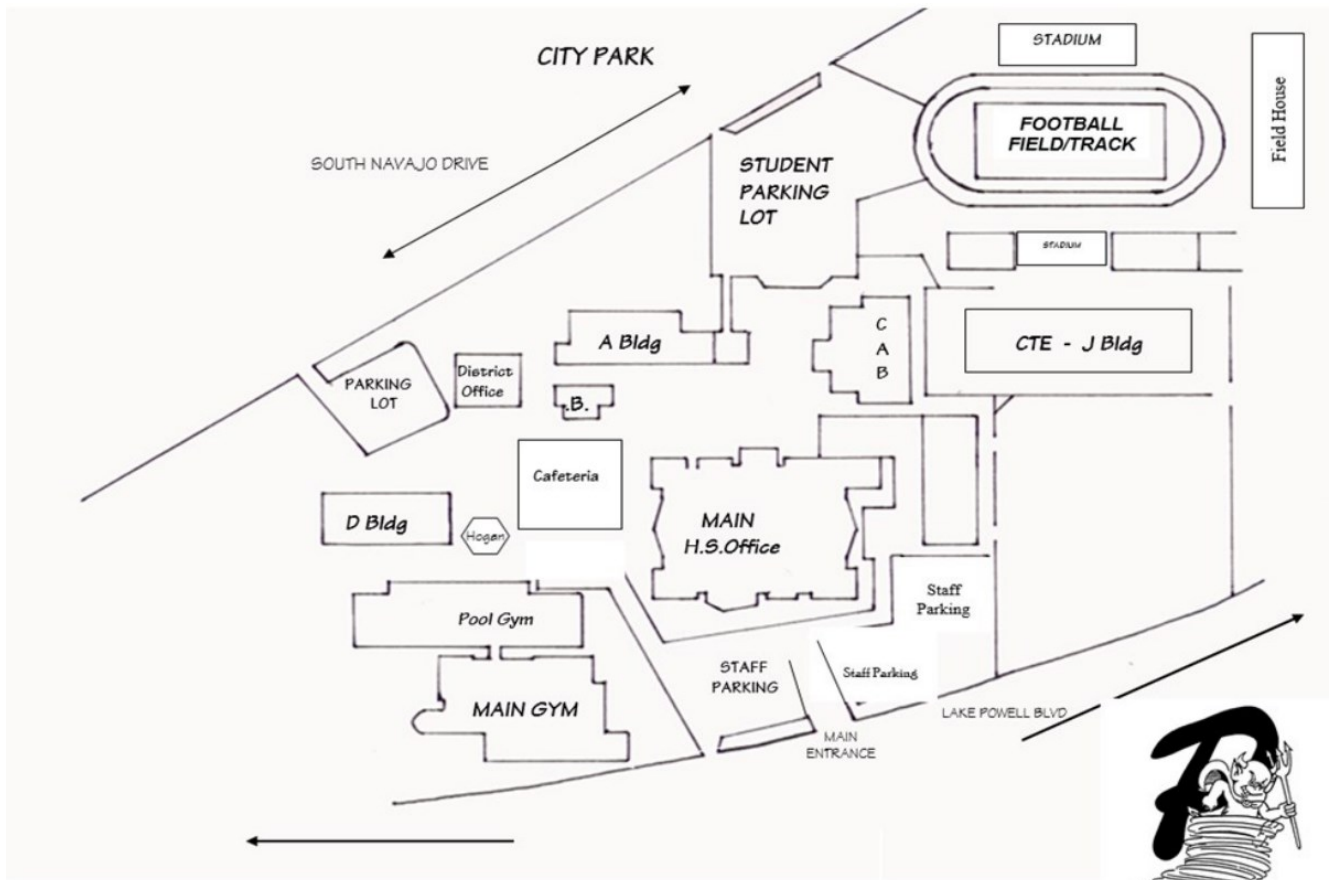 CITY PARK
STADIUM
Field House
FOOTBALL
FIELD/TRACK
SOUTH NAVAJO DRIVE
STUDENT
PARKING
LOT
STADIUM
A Bldg
C
A
B
CTE - J Bldg
PARKING
LOT
District
Office
.B.
Cafeteria
D Bldg
Hogan
MAIN
H.S.Office
Staff
Parking
Pool Gym
STAFF
PARKING
Staff Parking
MAIN GYM
LAKE POWELL BLVD
MAIN
ENTRANCE
P